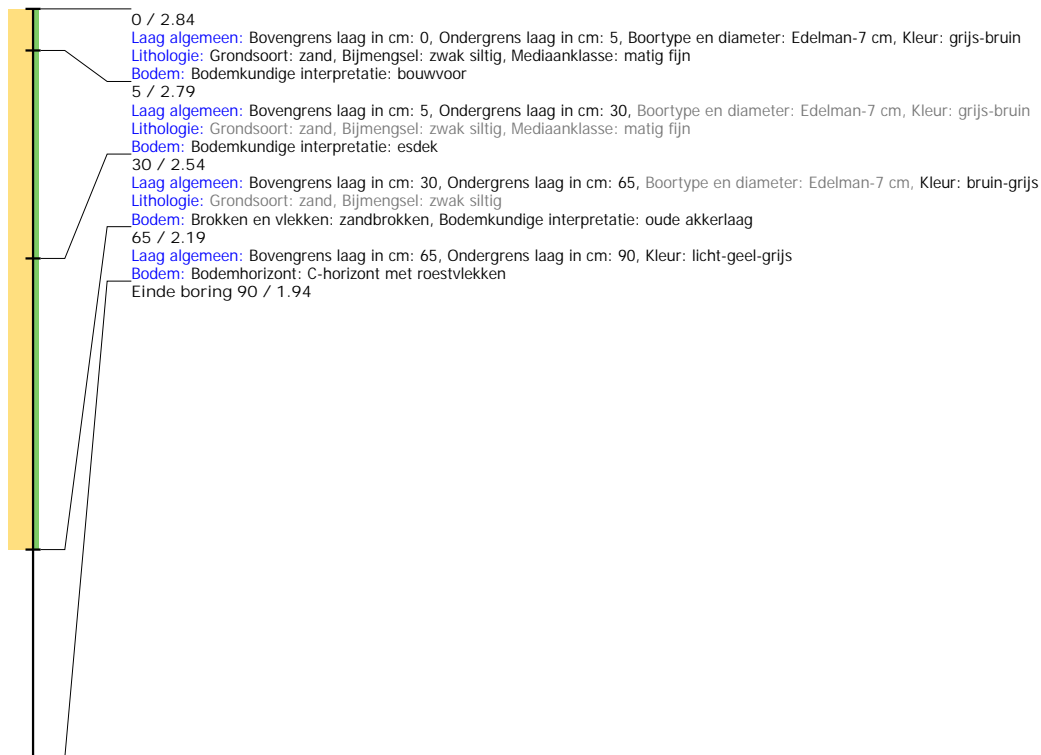 0 / 2.84
Laag algemeen: Bovengrens laag in cm: 0, Ondergrens laag in cm: 5, Boortype en diameter: Edelman-7 cm, Kleur: grijs-bruin
Lithologie: Grondsoort: zand, Bijmengsel: zwak siltig, Mediaanklasse: matig fijn
Bodem: Bodemkundige interpretatie: bouwvoor
5 / 2.79
Laag algemeen: Bovengrens laag in cm: 5, Ondergrens laag in cm: 30, Boortype en diameter: Edelman-7 cm, Kleur: grijs-bruin
Lithologie: Grondsoort: zand, Bijmengsel: zwak siltig, Mediaanklasse: matig fijn
Bodem: Bodemkundige interpretatie: esdek
30 / 2.54
Laag algemeen: Bovengrens laag in cm: 30, Ondergrens laag in cm: 65, Boortype en diameter: Edelman-7 cm, Kleur: bruin-grijs
Lithologie: Grondsoort: zand, Bijmengsel: zwak siltig
Bodem: Brokken en vlekken: zandbrokken, Bodemkundige interpretatie: oude akkerlaag
65 / 2.19
Laag algemeen: Bovengrens laag in cm: 65, Ondergrens laag in cm: 90, Kleur: licht-geel-grijs
Bodem: Bodemhorizont: C-horizont met roestvlekken
Einde boring 90 / 1.94